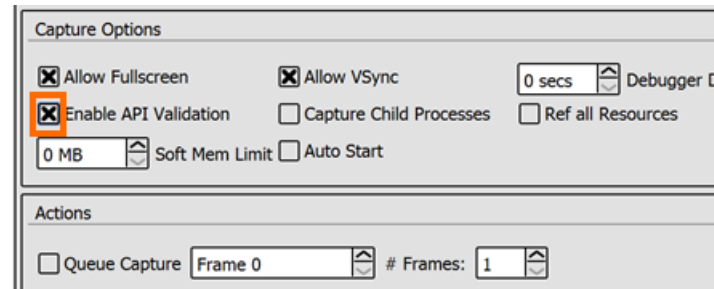 Capture Options
Allow Fullscreen Allow VSync 0 secs Debugger D
Enable API Validation Capture Child Processes Ref all Resources
0 MB Soft Mem Limit Auto Start
Actions
Queue Capture Frame 0 # Frames: 1